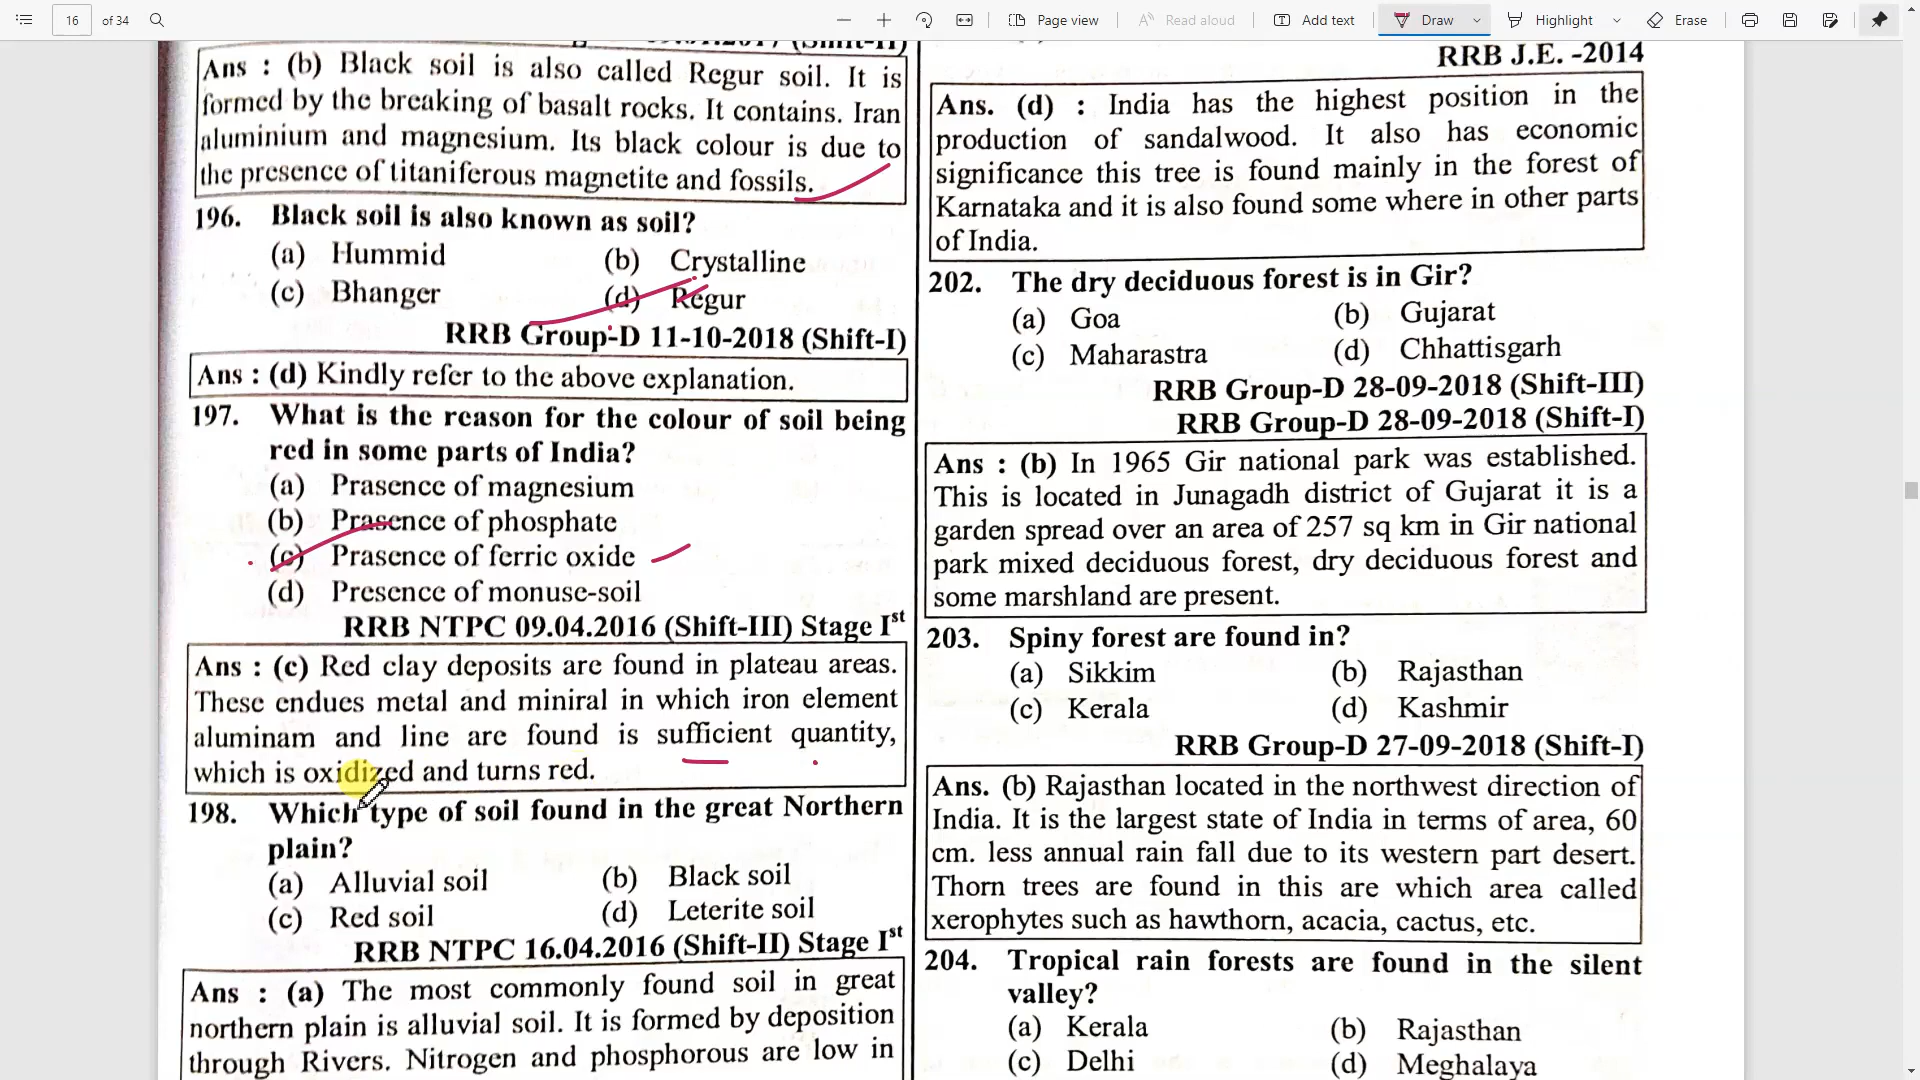 16
of 34
Page view
Read aloud
Add text
Draw
Highlight
Erase
Ans : (b) Black soil is also called Regur soil. It is
formed by the breaking of basalt rocks. It contains. Iran
aluminium and magnesium. Its black colour is due to
the presence of titaniferous magnetite and fossils.
196. Black soil is also known as soil?
(a) Hummid
(b) Crystalline
(c) Bhanger
(d) Regur
RRB Group-D 11-10-2018 (Shift-I)
Ans : (d) Kindly refer to the above explanation.
197. What is the reason for the colour of soil being
red in some parts of India?
(a) Prasence of magnesium
(b) Prasence of phosphate
(c) Prasence of ferric oxide
(d) Presence of monuse-soil
RRB NTPC 09.04.2016 (Shift-III) Stage Ist
Ans : (c) Red clay deposits are found in plateau areas.
These endues metal and miniral in which iron element
aluminam and line are found is sufficient quantity,
which is oxidized and turns red.
198. Which type of soil found in the great Northern
plain?
(a) Alluvial soil
(b) Black soil
(c) Red soil
(d) Leterite soil
RRB NTPC 16.04.2016 (Shift-II) Stage Ist
Ans : (a) The most commonly found soil in great
northern plain is alluvial soil. It is formed by deposition
through Rivers. Nitrogen and phosphorous are low in
RRB J.E. -2014
Ans. (d) : India has the highest position in the
production of sandalwood. It also has economic
significance this tree is found mainly in the forest of
Karnataka and it is also found some where in other parts
of India.
202. The dry deciduous forest is in Gir?
(a) Goa
(b) Gujarat
(c) Maharastra
(d) Chhattisgarh
RRB Group-D 28-09-2018 (Shift-III)
RRB Group-D 28-09-2018 (Shift-I)
Ans : (b) In 1965 Gir national park was established.
This is located in Junagadh district of Gujarat it is a
garden spread over an area of 257 sq km in Gir national
park mixed deciduous forest, dry deciduous forest and
some marshland are present.
203. Spiny forest are found in?
(a) Sikkim
(b) Rajasthan
(c) Kerala
(d) Kashmir
RRB Group-D 27-09-2018 (Shift-I)
Ans. (b) Rajasthan located in the northwest direction of
India. It is the largest state of India in terms of area, 60
cm. less annual rain fall due to its western part desert.
Thorn trees are found in this are which area called
xerophytes such as hawthorn, acacia, cactus, etc.
204. Tropical rain forests are found in the silent
valley?
(a) Kerala
(b) Rajasthan
(c) Delhi
(d) Meghalaya